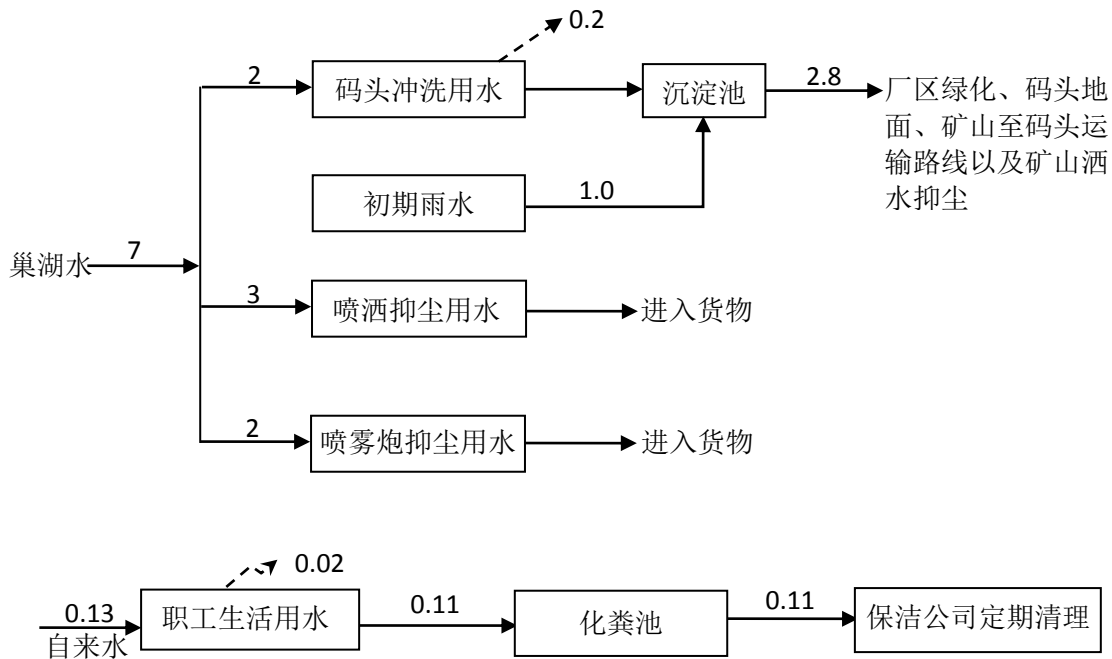 0.2
2
码头冲洗用水
沉淀池
2.8
厂区绿化、码头地
面、矿山至码头运
输路线以及矿山洒
水抑尘
初期雨水
1.0
巢湖水
7
3
喷洒抑尘用水
进入货物
2
喷雾炮抑尘用水
进入货物
0.02
0.13
自来水
职工生活用水
0.11
化粪池
0.11
保洁公司定期清理